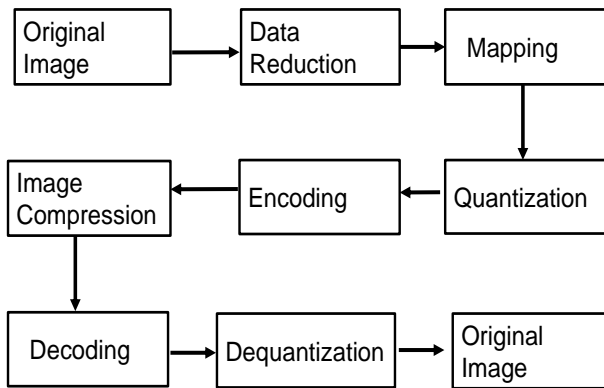 Original
Image
Data
Reduction
Mapping
Image
Compression
Encoding
Quantization
Decoding
Dequantization
Original
Image